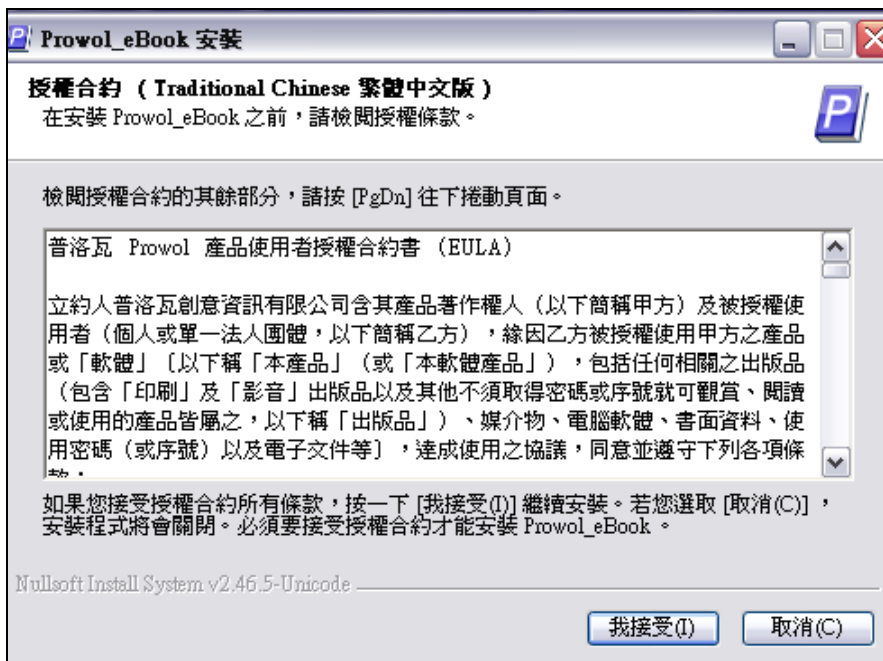 Prowol_eBook 安裝
授權合約 ( Traditional Chinese 繁體中文版 )
在安裝 Prowol_eBook 之前，請檢閱授權條款。
P
檢閱授權合約的其餘部分，請按 [PgDn] 往下捲動頁面。
普洛瓦 Prowol 產品使用者授權合約書 （EULA）
立約人普洛瓦創意資訊有限公司含其產品著作權人（以下簡稱甲方）及被授權使
用者（個人或單一法人團體，以下簡稱乙方），緣因乙方被授權使用甲方之產品
或「軟體」〔以下稱「本產品」（或「本軟體產品」），包括任何相關之出版品
（包含「印刷」及「影音」出版品以及其他不須取得密碼或序號就可觀賞、閱讀
或使用的產品皆屬之，以下稱「出版品」）、媒介物、電腦軟體、書面資料、使
用密碼（或序號）以及電子文件等〕，達成使用之協議，同意並遵守下列各項條
款：
如果您接受授權合約所有條款，按一下 [我接受(I)] 繼續安裝。若您選取 [取消(C)] ，
安裝程式將會關閉。必須要接受授權合約才能安裝 Prowol_eBook 。
Nullsoft Install System v2.46.5-Unicode
我接受(I)
取消(C)